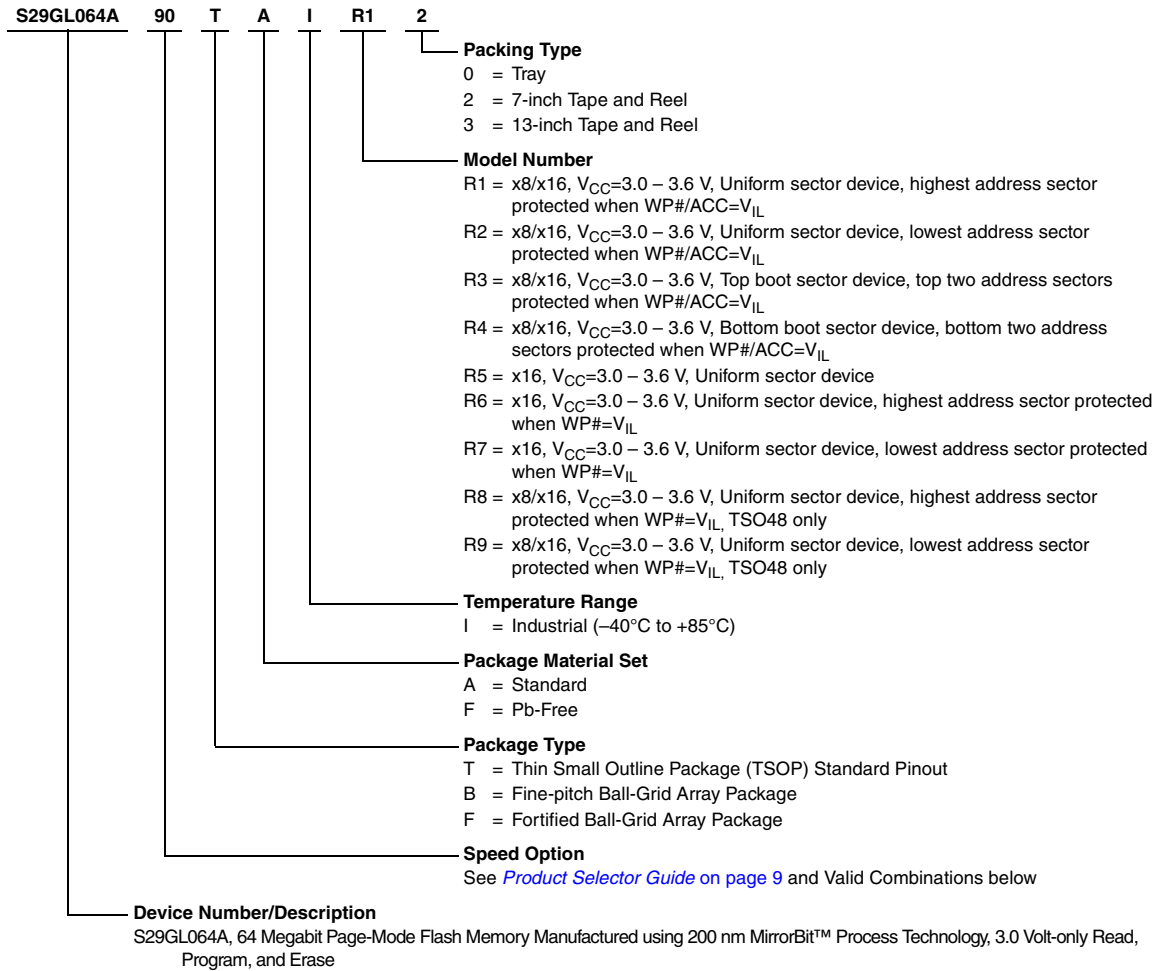 S29GL064A 90 T A I R1 2
Packing Type
0 = Tray
2 = 7-inch Tape and Reel
3 = 13-inch Tape and Reel
Model Number
R1 = x8/x16, VCC=3.0 – 3.6 V, Uniform sector device, highest address sector
protected when WP#/ACC=VIL
R2 = x8/x16, VCC=3.0 – 3.6 V, Uniform sector device, lowest address sector
protected when WP#/ACC=VIL
R3 = x8/x16, VCC=3.0 – 3.6 V, Top boot sector device, top two address sectors
protected when WP#/ACC=VIL
R4 = x8/x16, VCC=3.0 – 3.6 V, Bottom boot sector device, bottom two address
sectors protected when WP#/ACC=VIL
R5 = x16, VCC=3.0 – 3.6 V, Uniform sector device
R6 = x16, VCC=3.0 – 3.6 V, Uniform sector device, highest address sector protected
when WP#=VIL
R7 = x16, VCC=3.0 – 3.6 V, Uniform sector device, lowest address sector protected
when WP#=VIL
R8 = x8/x16, VCC=3.0 – 3.6 V, Uniform sector device, highest address sector
protected when WP#=VIL, TSO48 only
R9 = x8/x16, VCC=3.0 – 3.6 V, Uniform sector device, lowest address sector
protected when WP#=VIL, TSO48 only
Temperature Range
I = Industrial (–40°C to +85°C)
Package Material Set
A = Standard
F = Pb-Free
Package Type
T = Thin Small Outline Package (TSOP) Standard Pinout
B = Fine-pitch Ball-Grid Array Package
F = Fortified Ball-Grid Array Package
Speed Option
See Product Selector Guide on page 9 and Valid Combinations below
Device Number/Description
S29GL064A, 64 Megabit Page-Mode Flash Memory Manufactured using 200 nm MirrorBit™ Process Technology, 3.0 Volt-only Read,
Program, and Erase